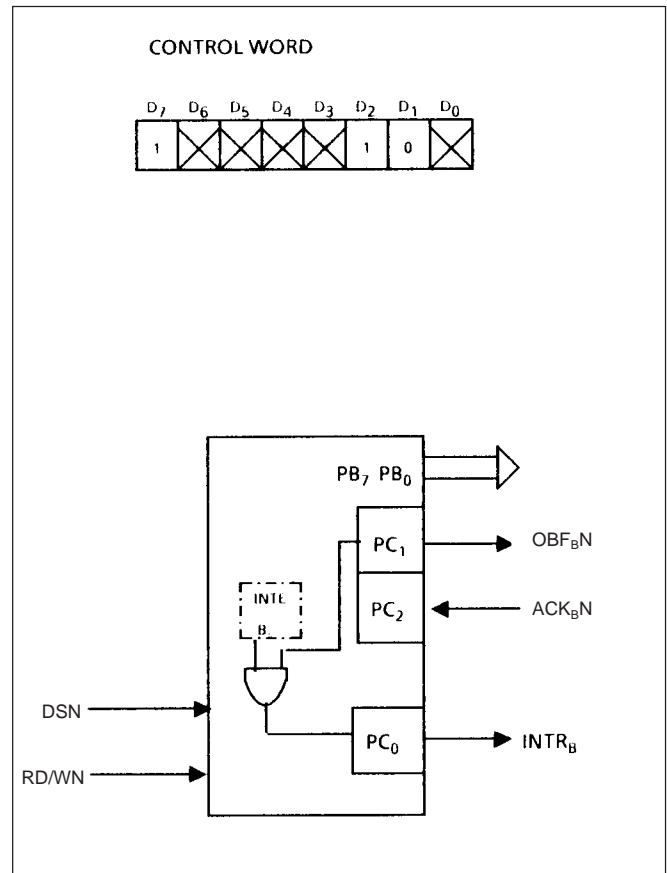 CONTROL WORD
D7 D6 D5 D4 D3 D2 D1 D0
1 1 0
PB7 PB0
PC1 OBFBN
INTE
B
PC2 ACKBN
DSN
PC0 INTRB
RD/WN